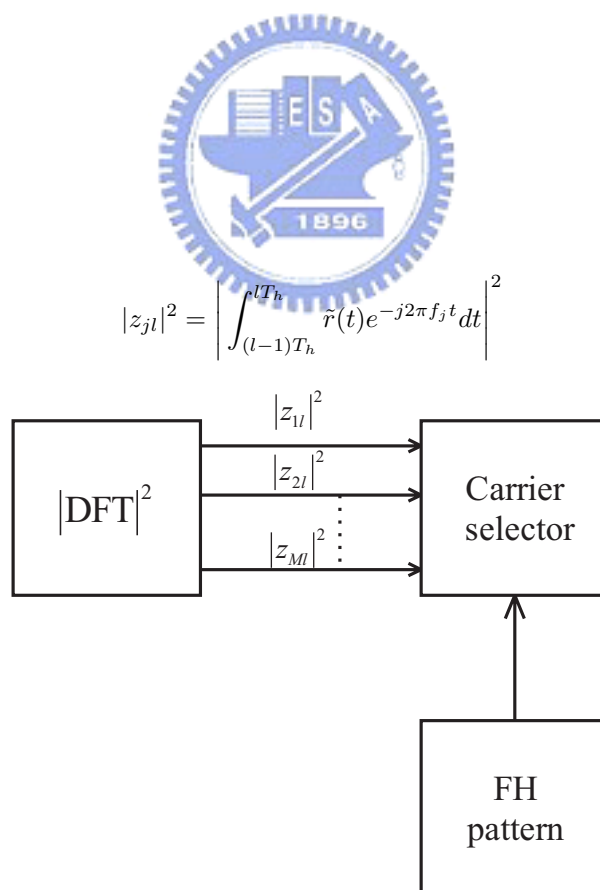 ESA
1896
|z_{jl}|^2 = \left| \int_{(l-1)T_h}^{lT_h} \tilde{r}(t) e^{-j2\pi f_j t} dt \right|^2
|z_{1l}|^2
|z_{2l}|^2
|DFT|^2
Carrier
selector
|z_{Ml}|^2
FH
pattern